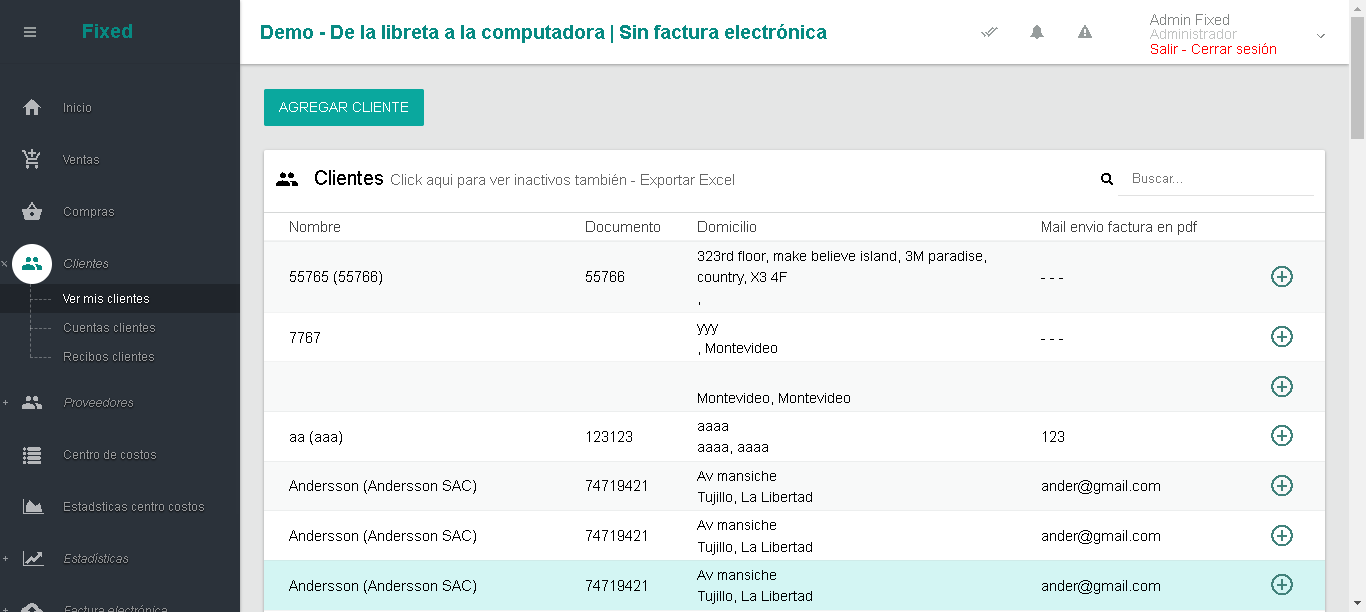 Fixed
Demo - De la libreta a la computadora | Sin factura electrónica
Admin Fixed
Administrador
Salir - Cerrar sesión
Inicio
Ventas
Compras
Clientes
Ver mis clientes
Cuentas clientes
Recibos clientes
Proveedores
Centro de costos
Estadsticas centro costos
Estadísticas
Factura electrónica
AGREGAR CLIENTE
Clientes Click aqui para ver inactivos también - Exportar Excel
Buscar...
Nombre Documento Domicilio Mail envio factura en pdf
323rd floor, make believe island, 3M paradise,
55765 (55766) 55766 country, X3 4F - - -
,
yyy
7767 - - -
, Montevideo
Montevideo, Montevideo
aaaa
aa (aaa) 123123 123
aaaa, aaaa
Av mansiche
Andersson (Andersson SAC) 74719421 ander@gmail.com
Tujillo, La Libertad
Av mansiche
Andersson (Andersson SAC) 74719421 ander@gmail.com
Tujillo, La Libertad
Av mansiche
Andersson (Andersson SAC) 74719421 ander@gmail.com
Tujillo, La Libertad